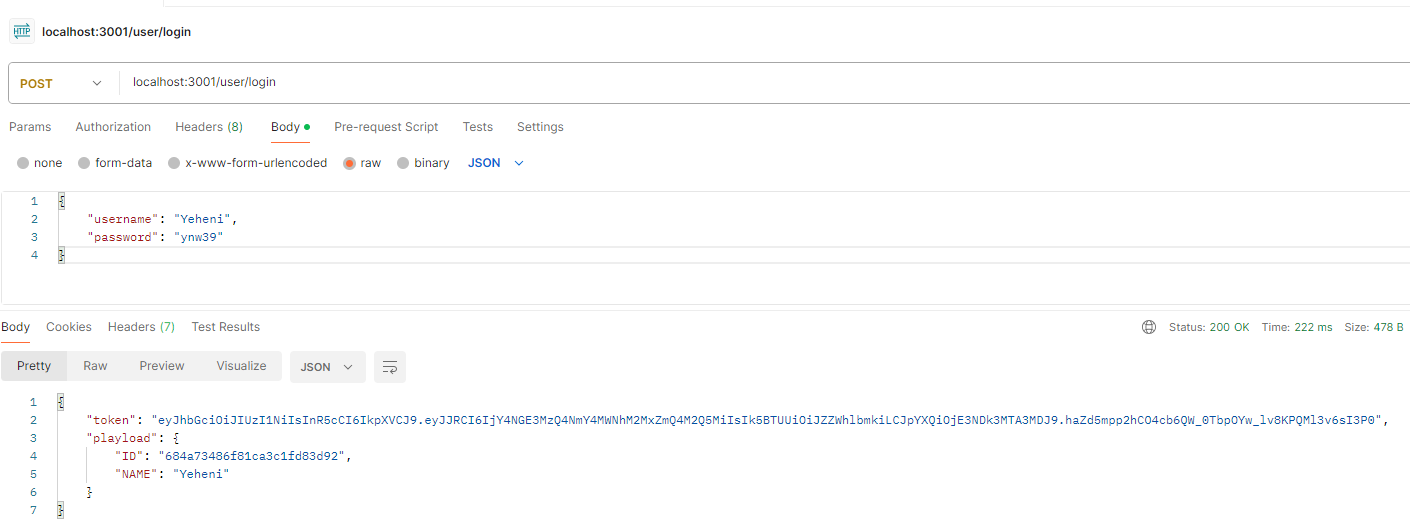 HTTP localhost:3001/user/login
POST localhost:3001/user/login
Params Authorization Headers (8) Body Pre-request Script Tests Settings
none form-data x-www-form-urlencoded raw binary JSON
1 {
2 "username": "Yeheni",
3 "password": "ynw39"
4 }
Body Cookies Headers (7) Test Results Status: 200 OK Time: 222 ms Size: 478 B
Pretty Raw Preview Visualize JSON
1 {
2 "token": "eyJhbGciOiJIUzI1NiIsInR5cCI6IkpXVCJ9.eyJJRCI6IjY4NGE3MzQ4NmY4MWNhM2MxZmQ4M2Q5MiIsIk5BTUUiOiJZZWhlbmkiLCJpYXQiOjE3NDk3MTA3MDJ9.haZd5mpp2hCO4cb6QW_0TbpOYw_lv8KPQMl3v6sI3P0",
3 "playload": {
4 "ID": "684a73486f81ca3c1fd83d92",
5 "NAME": "Yeheni"
6 }
7 }